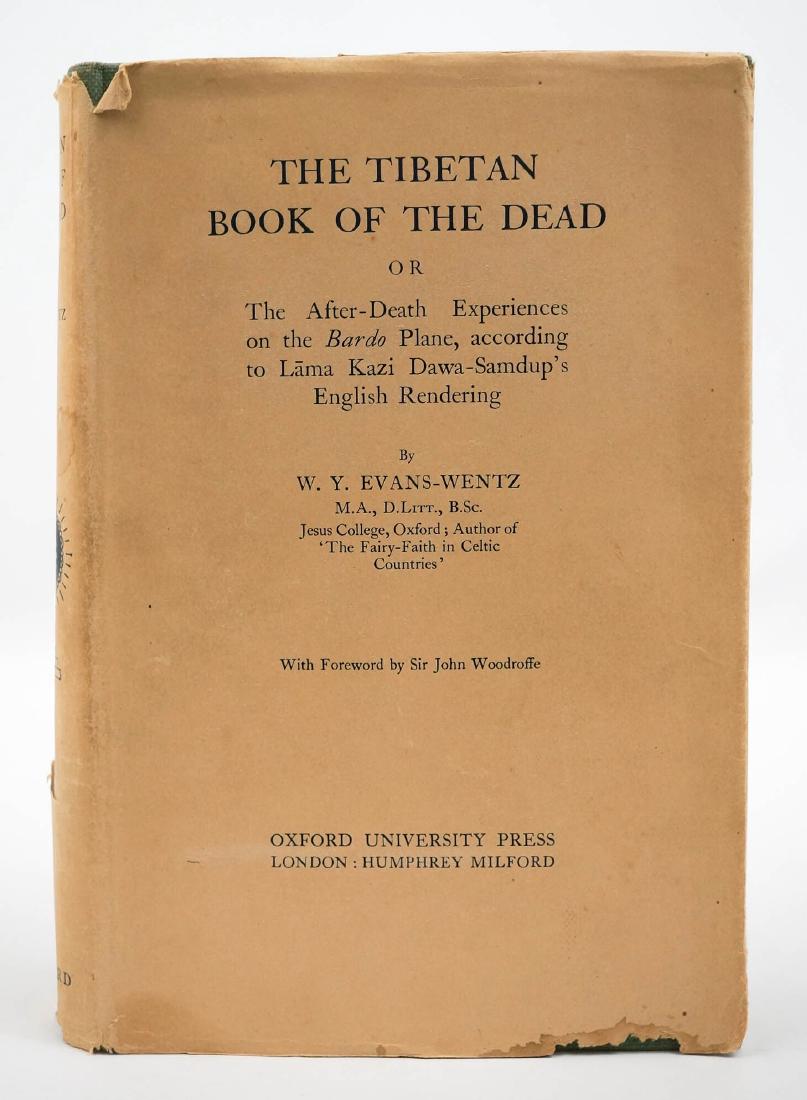 THE TIBETAN
BOOK OF THE DEAD
OR
The After-Death Experiences
on the Bardo Plane, according
to Lāma Kazi Dawa-Samdup's
English Rendering
By
W. Y. EVANS-WENTZ
M.A., D.Litt., B.Sc.
Jesus College, Oxford; Author of
'The Fairy-Faith in Celtic
Countries'
With Foreword by Sir John Woodroffe
OXFORD UNIVERSITY PRESS
LONDON : HUMPHREY MILFORD